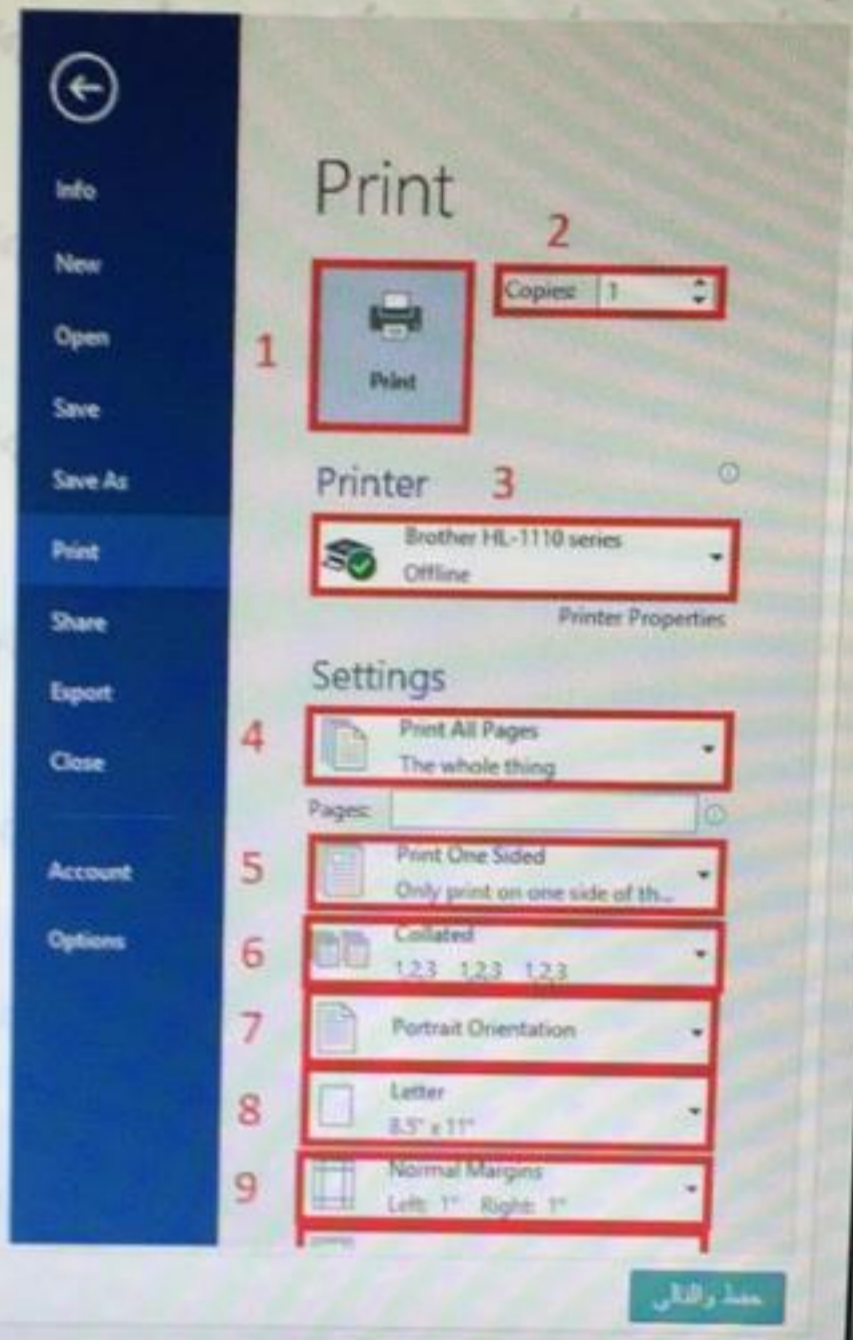 Info
New
Open
Save
Save As
Print
Share
Export
Close
Account
Options
Print
2
Copies: 1
1
Print
Printer
3
Brother HL-1110 series
Offline
Printer Properties
Settings
4
Print All Pages
The whole thing
Pages:
5
Print One Sided
Only print on one side of th...
6
Collated
1,2,3 1,2,3 1,2,3
7
Portrait Orientation
8
Letter
8.5" x 11"
9
Normal Margins
Left: 1" Right: 1"
حفظ والتالي